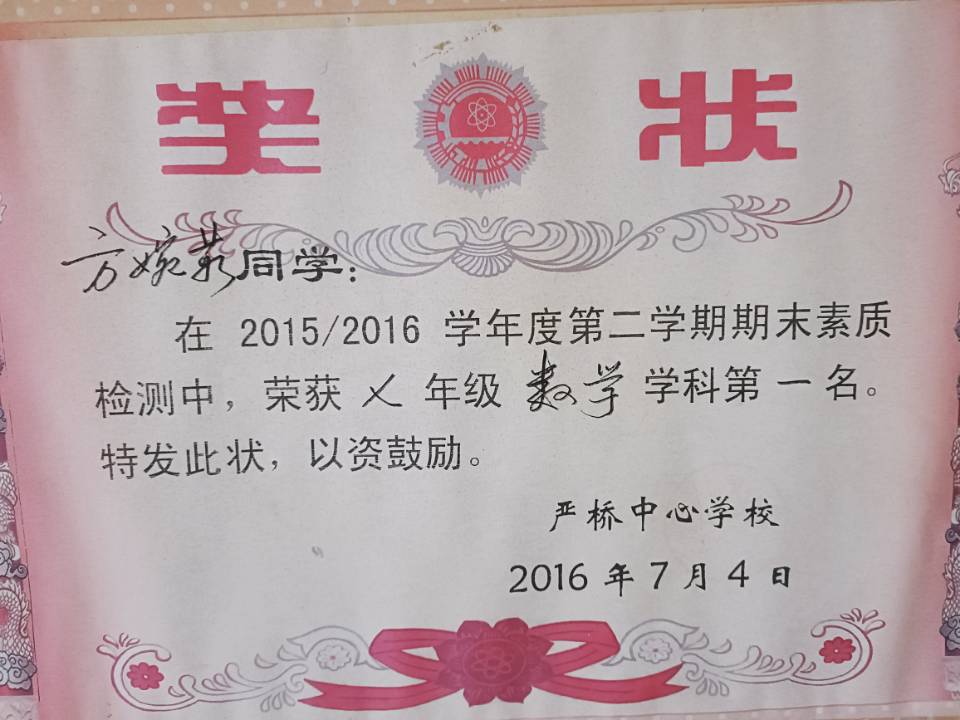 奖状
方婉同学：
在 2015/2016 学年度第二学期期末素质
检测中，荣获 年级 数学 学科第 一 名。
特发此状，以资鼓励。
严桥中心学校
2016 年 7 月 4 日